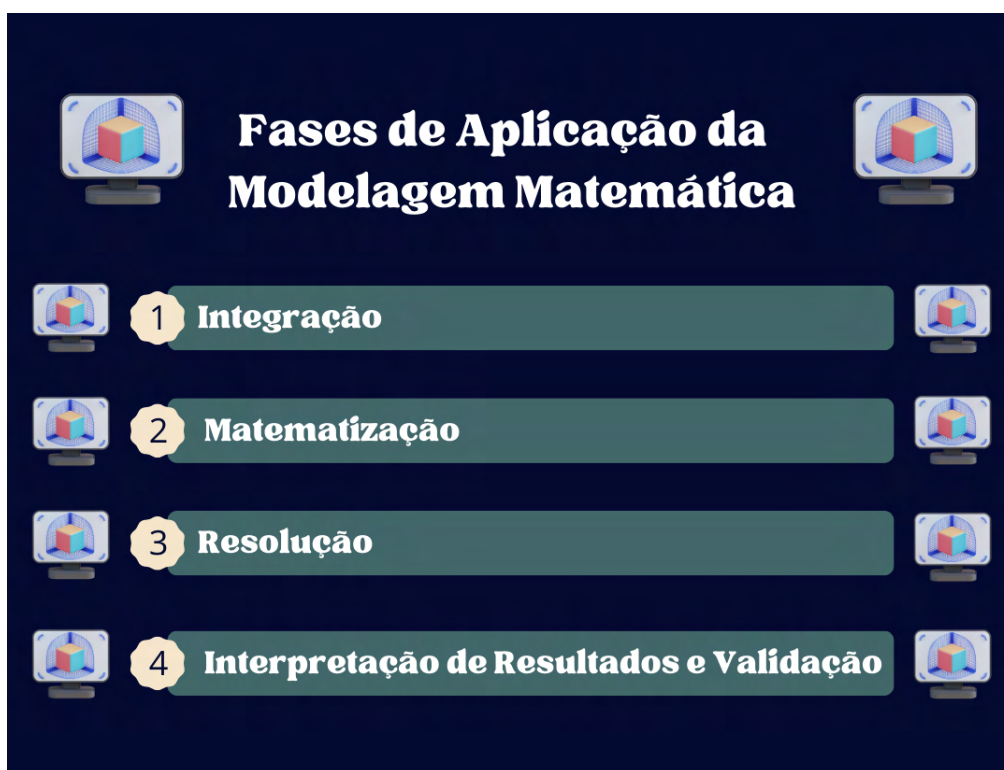 Fases de Aplicação da
Modelagem Matemática
1 Integração
2 Matematização
3 Resolução
4 Interpretação de Resultados e Validação